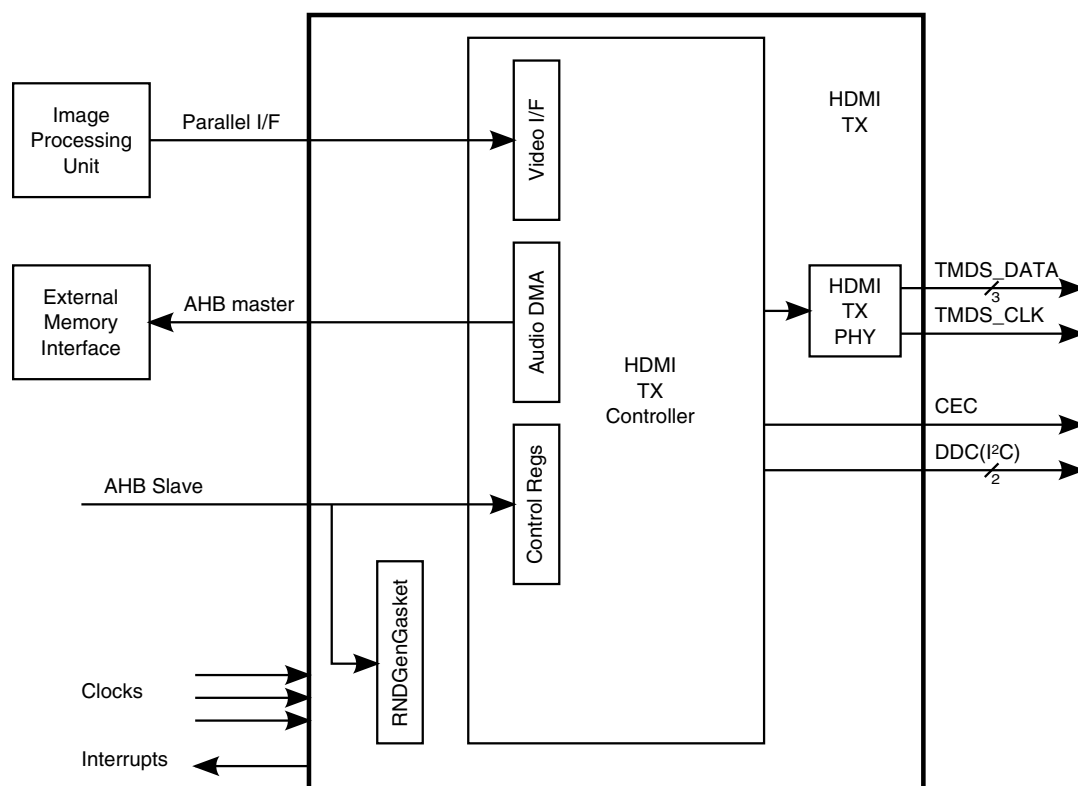 Image
Processing
Unit
Parallel I/F
Video I/F
HDMI
TX
External
Memory
Interface
AHB master
Audio DMA
HDMI
TX
Controller
HDMI
TX
PHY
TMDS_DATA
3
TMDS_CLK
CEC
DDC(I²C)
2
AHB Slave
Control Regs
RNDGenGasket
Clocks
Interrupts